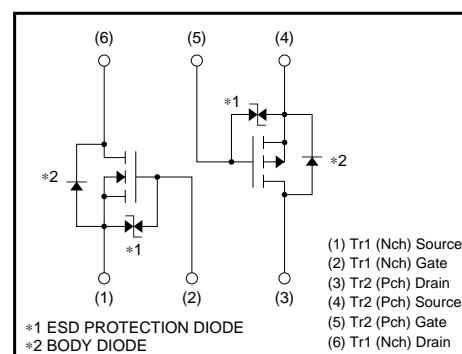 (6) (5) (4)
*1
*2 *2
*1
(1) (2) (3)
(1) Tr1 (Nch) Source
(2) Tr1 (Nch) Gate
(3) Tr2 (Pch) Drain
(4) Tr2 (Pch) Source
(5) Tr2 (Pch) Gate
(6) Tr1 (Nch) Drain
*1 ESD PROTECTION DIODE
*2 BODY DIODE